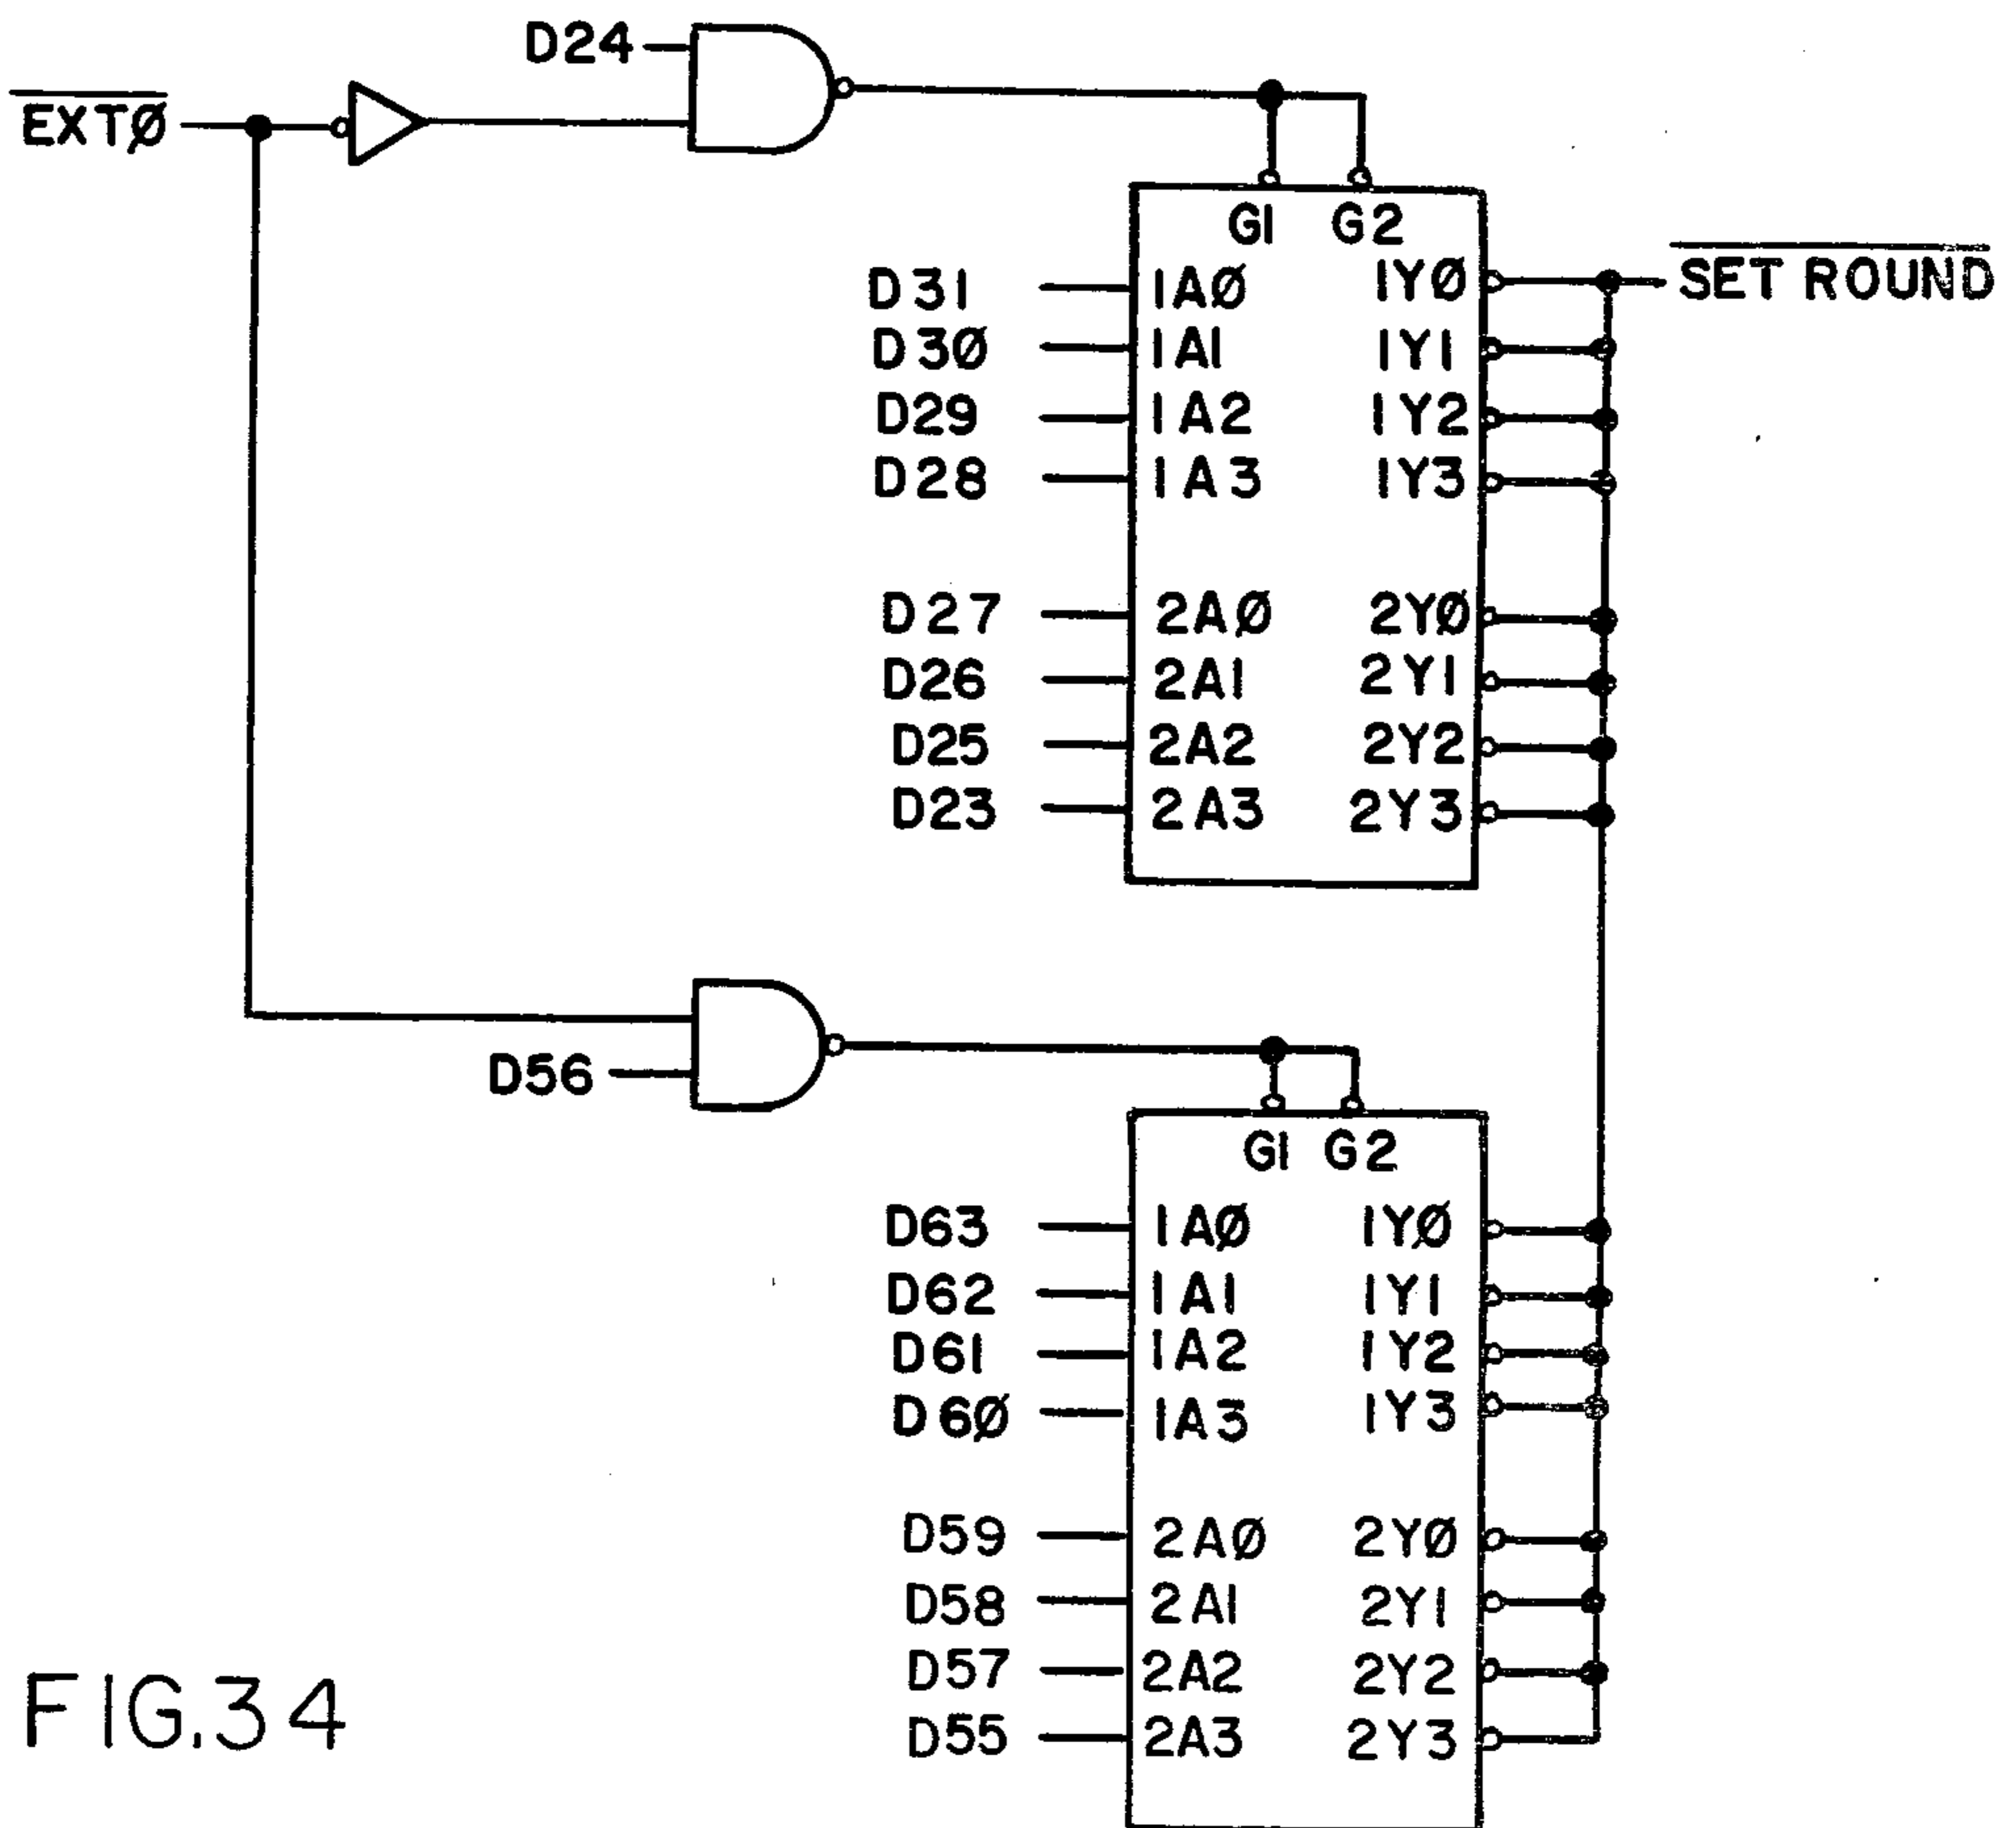 D24
EXTØ
G1 G2
D31 1AØ 1YØ SET ROUND
D3Ø 1A1 1Y1
D29 1A2 1Y2
D28 1A3 1Y3
D27 2AØ 2YØ
D26 2A1 2Y1
D25 2A2 2Y2
D23 2A3 2Y3
D56
G1 G2
D63 1AØ 1YØ
D62 1A1 1Y1
D61 1A2 1Y2
D6Ø 1A3 1Y3
D59 2AØ 2YØ
D58 2A1 2Y1
D57 2A2 2Y2
D55 2A3 2Y3
FIG.34